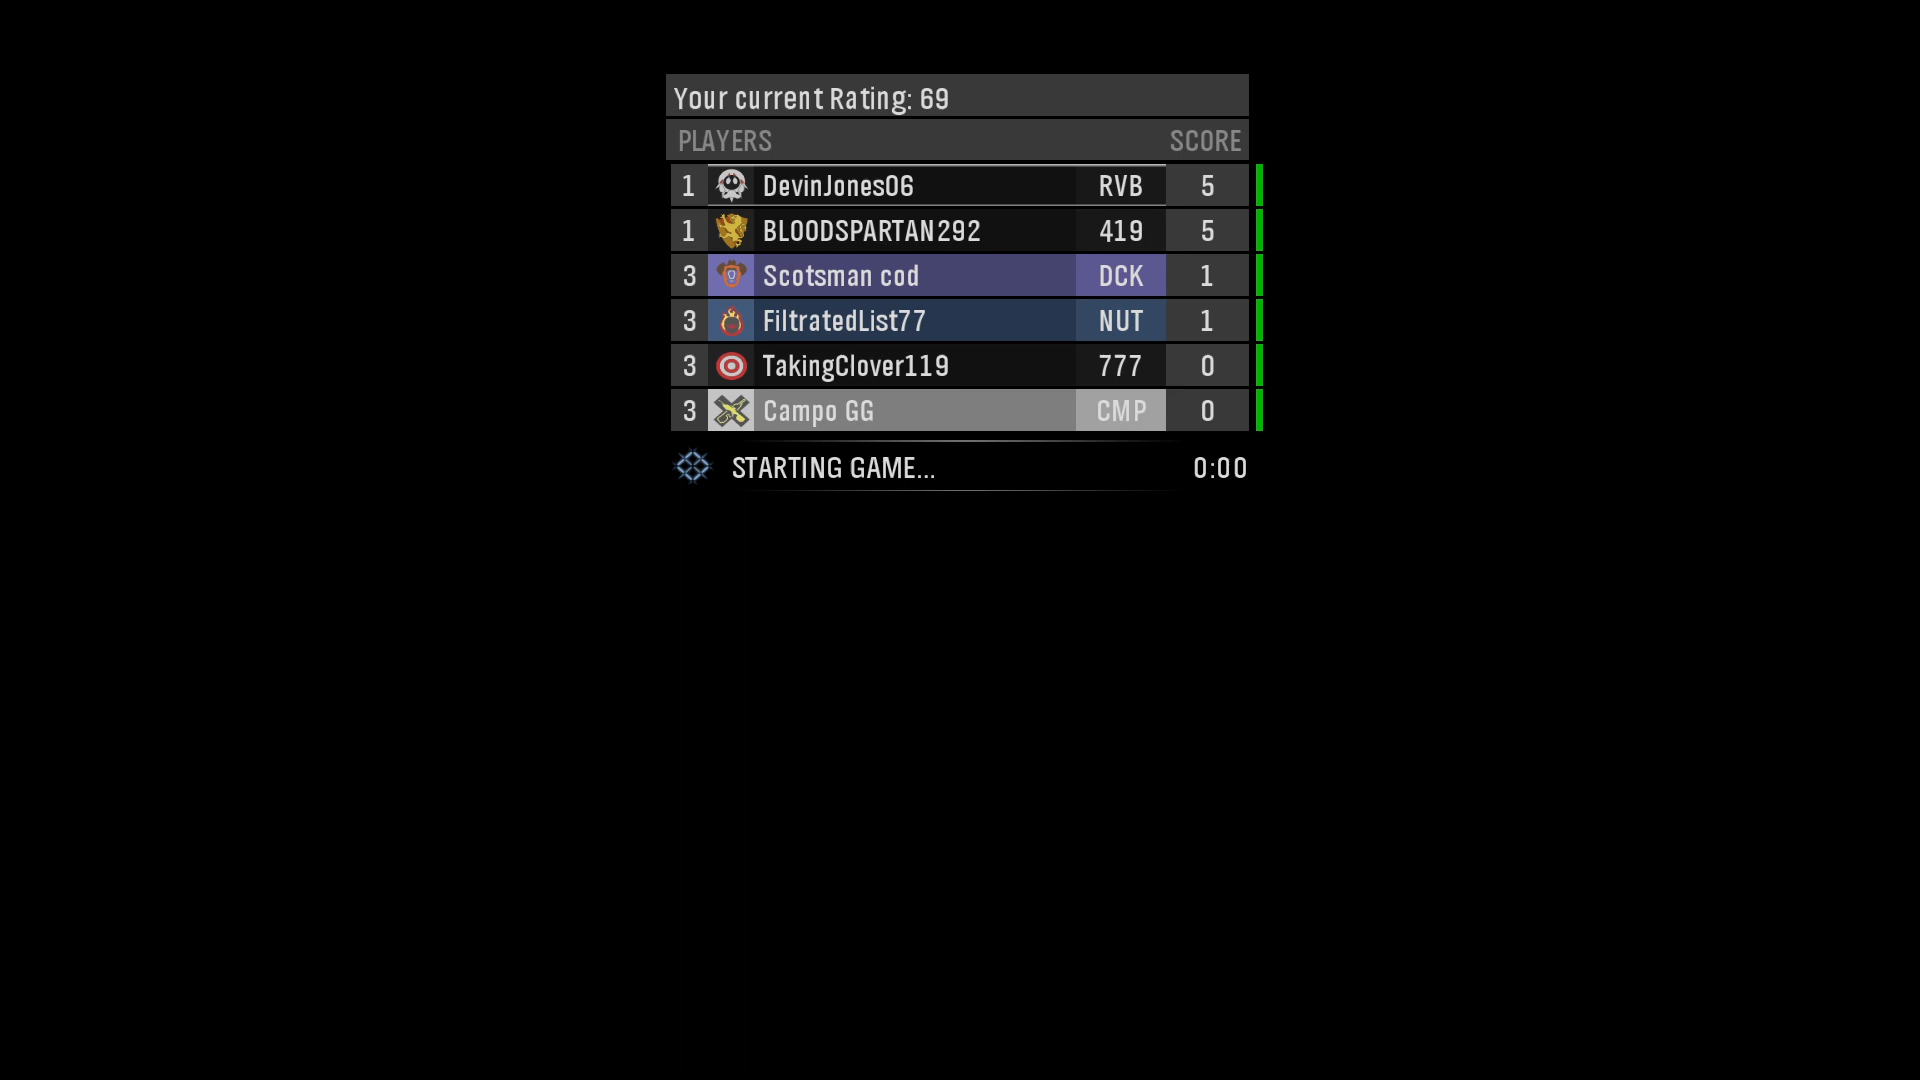 Your current Rating: 69
PLAYERS SCORE
1 DevinJones06 RVB 5
1 BLOODSPARTAN292 419 5
3 Scotsman cod DCK 1
3 FiltratedList77 NUT 1
3 TakingClover119 777 0
3 Campo GG CMP 0
STARTING GAME... 0:00